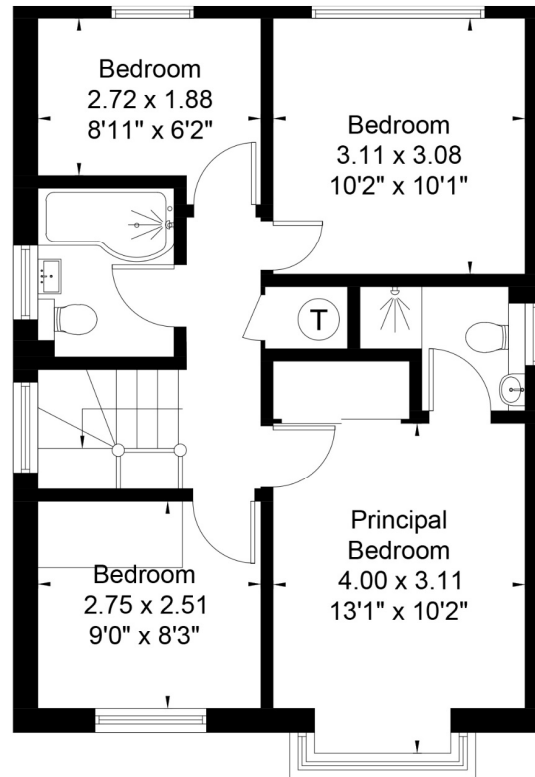 Bedroom
2.72 x 1.88
8'11" x 6'2"
Bedroom
3.11 x 3.08
10'2" x 10'1"
T
Principal
Bedroom
4.00 x 3.11
13'1" x 10'2"
Bedroom
2.75 x 2.51
9'0" x 8'3"